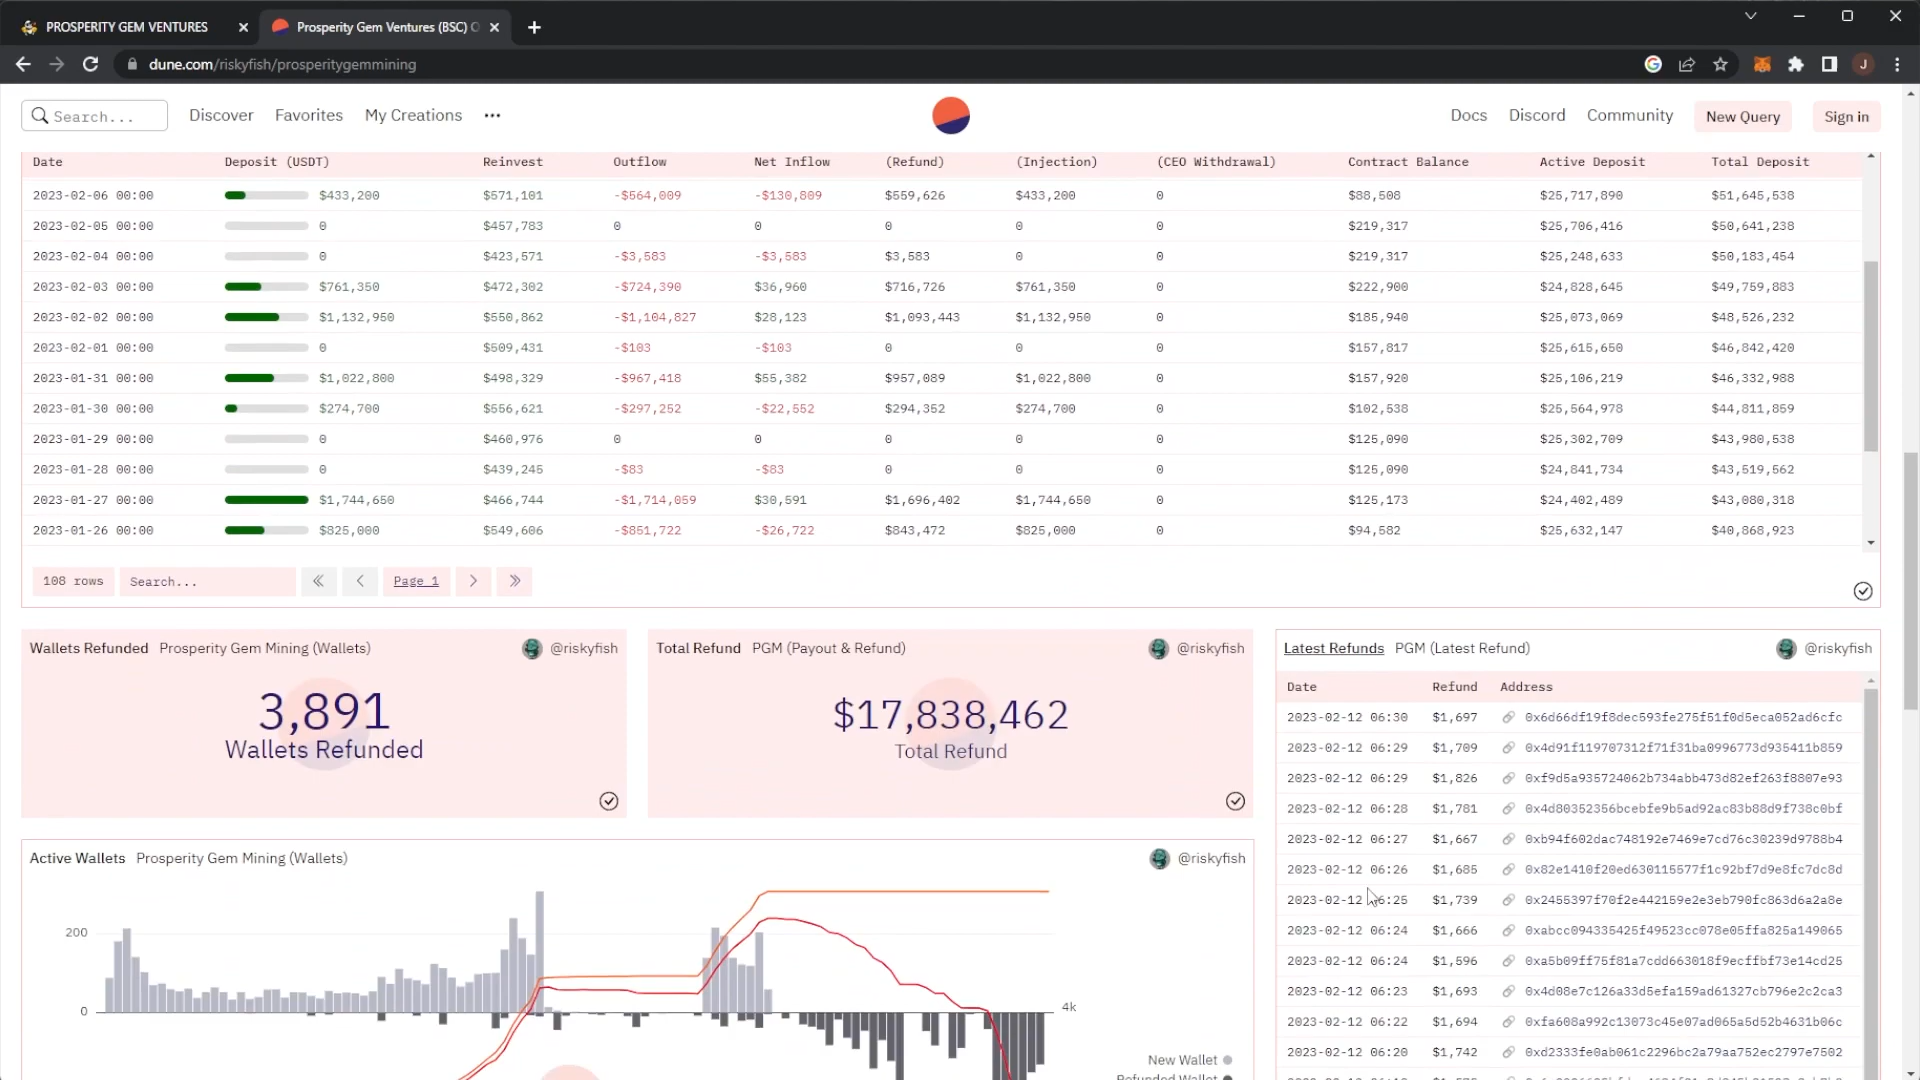 PROSPERITY GEM VENTURES
Prosperity Gem Ventures (BSC)
dune.com/riskyfish/prosperitygemmining
J
Search... Discover Favorites My Creations ... Docs Discord Community New Query Sign in
Date Deposit (USDT) Reinvest Outflow Net Inflow (Refund) (Injection) (CEO Withdrawal) Contract Balance Active Deposit Total Deposit
2023-02-06 00:00 $433,200 $571,101 -$564,009 -$130,809 $559,626 $433,200 0 $88,508 $25,717,890 $51,645,538
2023-02-05 00:00 0 $457,783 0 0 0 0 0 $219,317 $25,706,416 $50,641,238
2023-02-04 00:00 0 $423,571 -$3,583 -$3,583 $3,583 0 0 $219,317 $25,248,633 $50,183,454
2023-02-03 00:00 $761,350 $472,302 -$724,390 $36,960 $716,726 $761,350 0 $222,900 $24,828,645 $49,759,883
2023-02-02 00:00 $1,132,950 $550,862 -$1,104,827 $28,123 $1,093,443 $1,132,950 0 $185,940 $25,073,069 $48,526,232
2023-02-01 00:00 0 $509,431 -$103 -$103 0 0 0 $157,817 $25,615,650 $46,842,420
2023-01-31 00:00 $1,022,800 $498,329 -$967,418 $55,382 $957,089 $1,022,800 0 $157,920 $25,106,219 $46,332,988
2023-01-30 00:00 $274,700 $556,621 -$297,252 -$22,552 $294,352 $274,700 0 $102,538 $25,564,978 $44,811,859
2023-01-29 00:00 0 $460,976 0 0 0 0 0 $125,090 $25,302,709 $43,980,538
2023-01-28 00:00 0 $439,245 -$83 -$83 0 0 0 $125,090 $24,841,734 $43,519,562
2023-01-27 00:00 $1,744,650 $466,744 -$1,714,059 $30,591 $1,696,402 $1,744,650 0 $125,173 $24,402,489 $43,080,318
2023-01-26 00:00 $825,000 $549,606 -$851,722 -$26,722 $843,472 $825,000 0 $94,582 $25,632,147 $40,868,923
108 rows Search... « < Page 1 > »
Wallets Refunded Prosperity Gem Mining (Wallets) @riskyfish
3,891
Wallets Refunded
Total Refund PGM (Payout & Refund) @riskyfish
$17,838,462
Total Refund
Latest Refunds PGM (Latest Refund) @riskyfish
Date Refund Address
2023-02-12 06:30 $1,697 0x6d66df19f8dec593fe275f51f0d5eca052ad6cfc
2023-02-12 06:29 $1,709 0x4d91f119707312f71f31ba0996773d935411b859
2023-02-12 06:29 $1,826 0xf9d5a935724062b734abb473d82ef263f8807e93
2023-02-12 06:28 $1,781 0x4d80352356bcebfe9b5ad92ac83b88d9f738c0bf
2023-02-12 06:27 $1,667 0xb94f602dac748192e7469e7cd76c30239d9788b4
2023-02-12 06:26 $1,685 0x82e1410f20ed630115577f1c92bf7d9e8fc7dc8d
2023-02-12 06:25 $1,739 0x2455397f70f2e442159e2e3eb790fc863d6a2a8e
2023-02-12 06:24 $1,666 0xabcc094335425f49523cc078e05ffa825a149065
2023-02-12 06:24 $1,596 0xa5b09ff75f81a7cdd663018f9ecffbf73e14cd25
2023-02-12 06:23 $1,693 0x4d08e7c126a33d5efa159ad61327cb796e2c2ca3
2023-02-12 06:22 $1,694 0xfa608a992c13073c45e07ad065a5d52b4631b06c
2023-02-12 06:20 $1,742 0xd2333fe0ab061c2296bc2a79aa752ec2797e7502
Active Wallets Prosperity Gem Mining (Wallets) @riskyfish
200
0
4k
New Wallet
Refunded Wallet